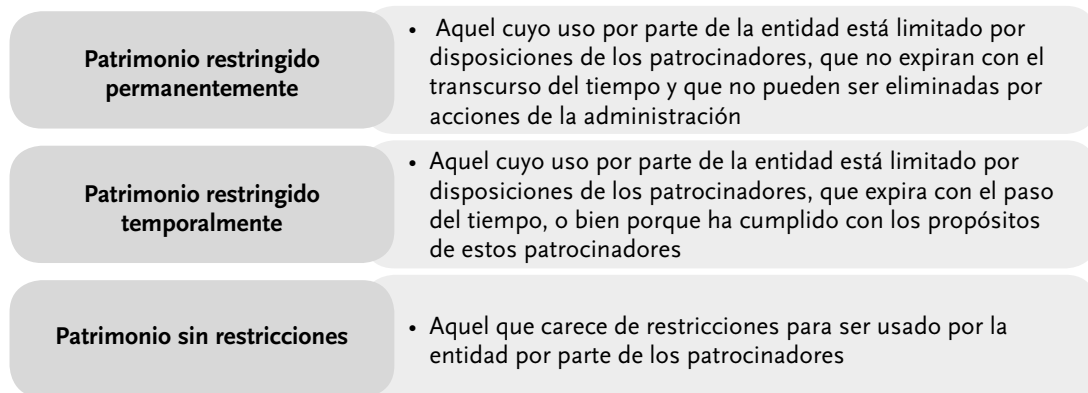 Patrimonio restringido
permanentemente
• Aquel cuyo uso por parte de la entidad está limitado por
disposiciones de los patrocinadores, que no expiran con el
transcurso del tiempo y que no pueden ser eliminadas por
acciones de la administración
Patrimonio restringido
temporalmente
• Aquel cuyo uso por parte de la entidad está limitado por
disposiciones de los patrocinadores, que expira con el paso
del tiempo, o bien porque ha cumplido con los propósitos
de estos patrocinadores
Patrimonio sin restricciones
• Aquel que carece de restricciones para ser usado por la
entidad por parte de los patrocinadores